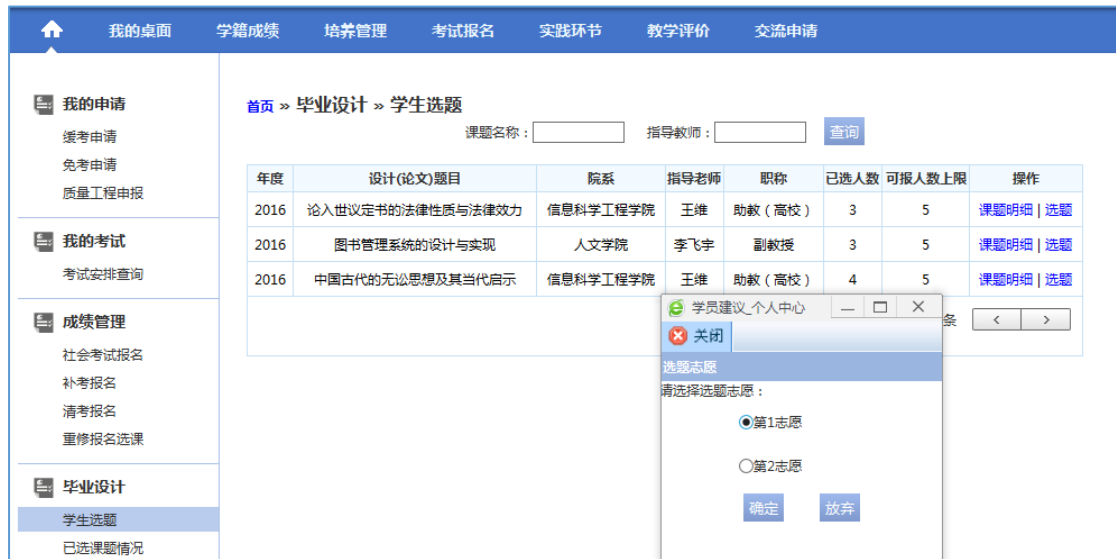 我的桌面 学籍成绩 培养管理 考试报名 实践环节 教学评价 交流申请
我的申请
缓考申请
免考申请
质量工程申报
我的考试
考试安排查询
成绩管理
社会考试报名
补考报名
清考报名
重修报名选课
毕业设计
学生选题
已选课题情况
首页 » 毕业设计 » 学生选题
课题名称： 指导教师： 查询
年度 设计(论文)题目 院系 指导老师 职称 已选人数 可报人数上限 操作
2016 论入世议定书的法律性质与法律效力 信息科学工程学院 王维 助教（高校） 3 5 课题明细 | 选题
2016 图书管理系统的设计与实现 人文学院 李飞宇 副教授 3 5 课题明细 | 选题
2016 中国古代的无讼思想及其当代启示 信息科学工程学院 王维 助教（高校） 4 5 课题明细 | 选题
条 < >
学员建议_个人中心
关闭
选题志愿
请选择选题志愿：
第1志愿
第2志愿
确定 放弃